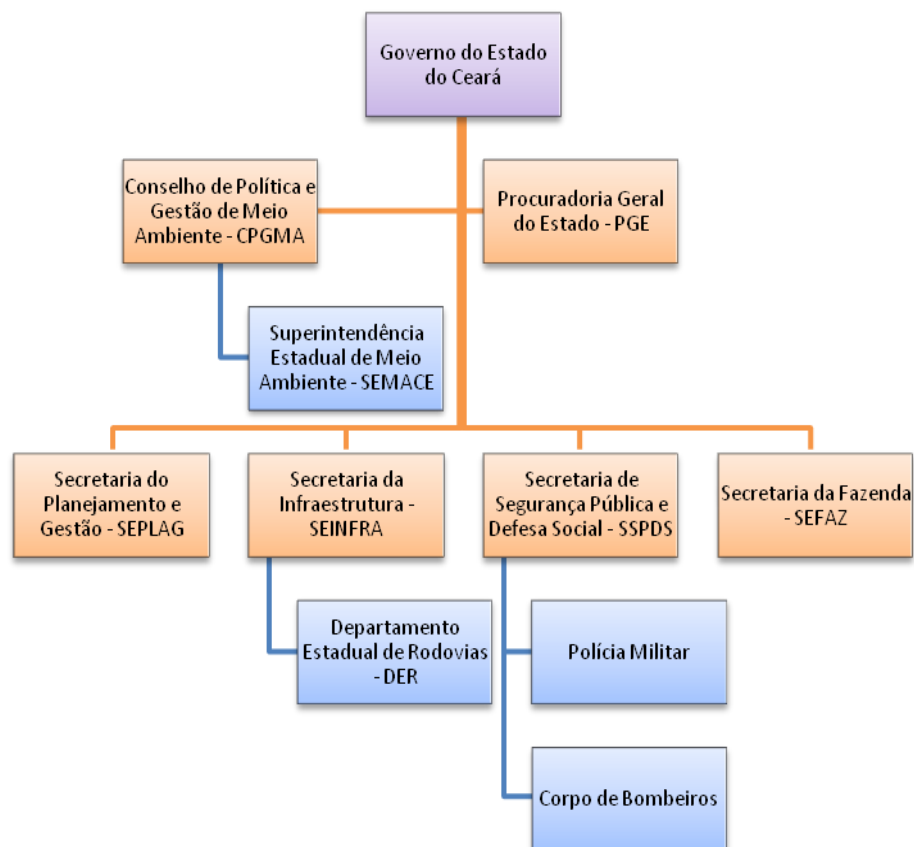 Governo do Estado
do Ceará
Conselho de Política e
Gestão de Meio
Ambiente - CPGMA
Procuradoria Geral
do Estado - PGE
Superintendência
Estadual de Meio
Ambiente - SEMACE
Secretaria do
Planejamento e
Gestão - SEPLAG
Secretaria da
Infraestrutura -
SEINFRA
Secretaria de
Segurança Pública e
Defesa Social - SSPDS
Secretaria da Fazenda
- SEFAZ
Departamento
Estadual de Rodovias
- DER
Polícia Militar
Corpo de Bombeiros